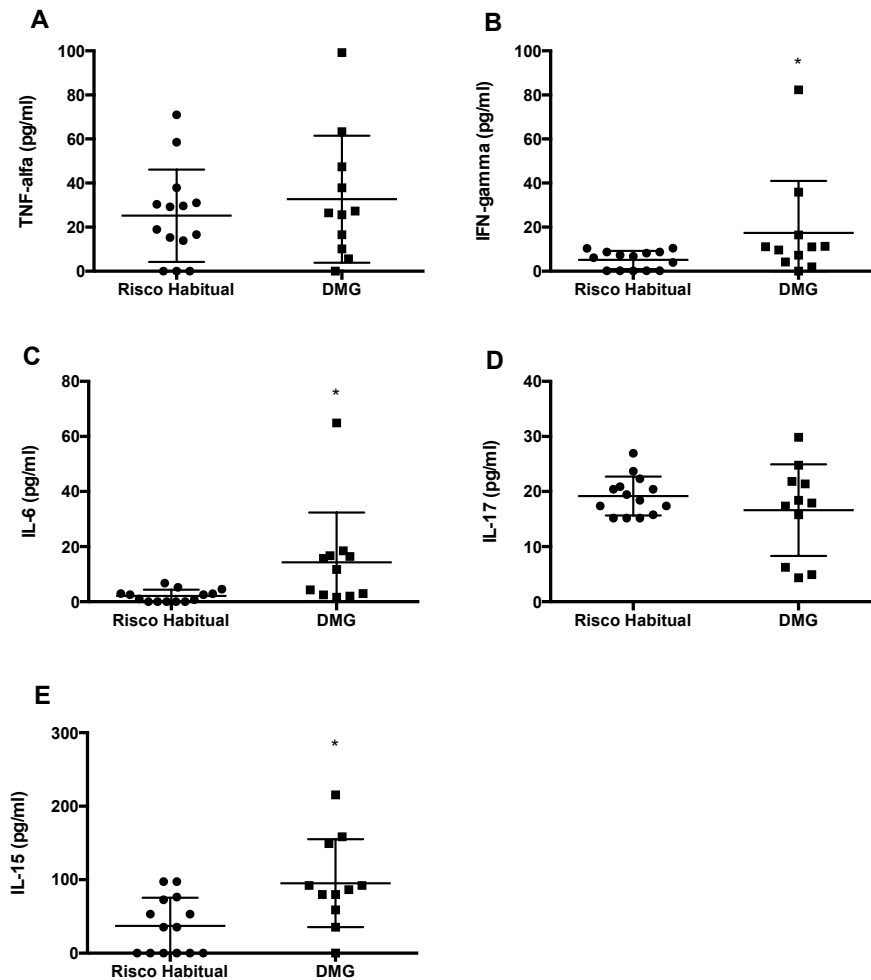 A
TNF-alfa (pg/ml)
100
80
60
40
20
0
Risco Habitual
DMG
B
IFN-gamma (pg/ml)
100
80
60
40
20
0
*
Risco Habitual
DMG
C
IL-6 (pg/ml)
80
60
40
20
0
*
Risco Habitual
DMG
D
IL-17 (pg/ml)
40
30
20
10
0
Risco Habitual
DMG
E
IL-15 (pg/ml)
300
200
100
0
*
Risco Habitual
DMG